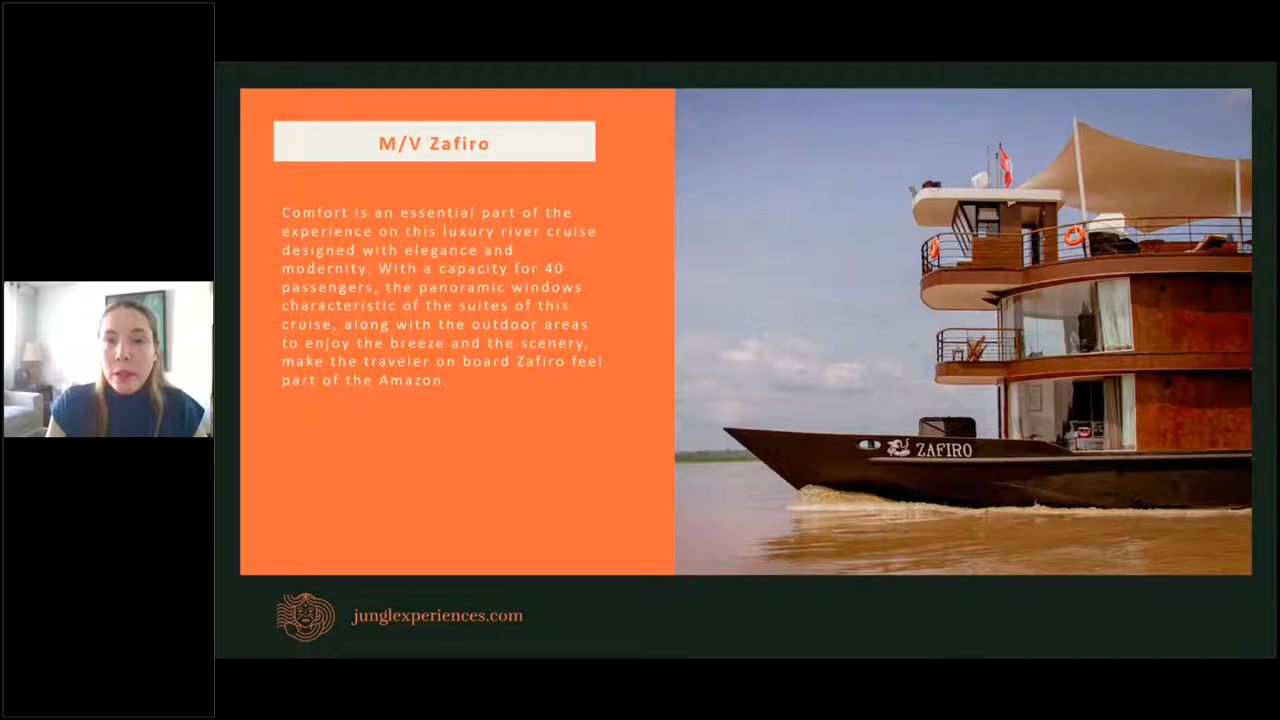 M/V Zafiro
Comfort is an essential part of the
experience on this luxury river cruise
designed with elegance and
modernity. With a capacity for 40
passengers, the panoramic windows
characteristic of the suites of this
cruise, along with the outdoor areas
to enjoy the breeze and the scenery,
make the traveler on board Zafiro feel
part of the Amazon.
ZAFIRO
junglexperiences.com